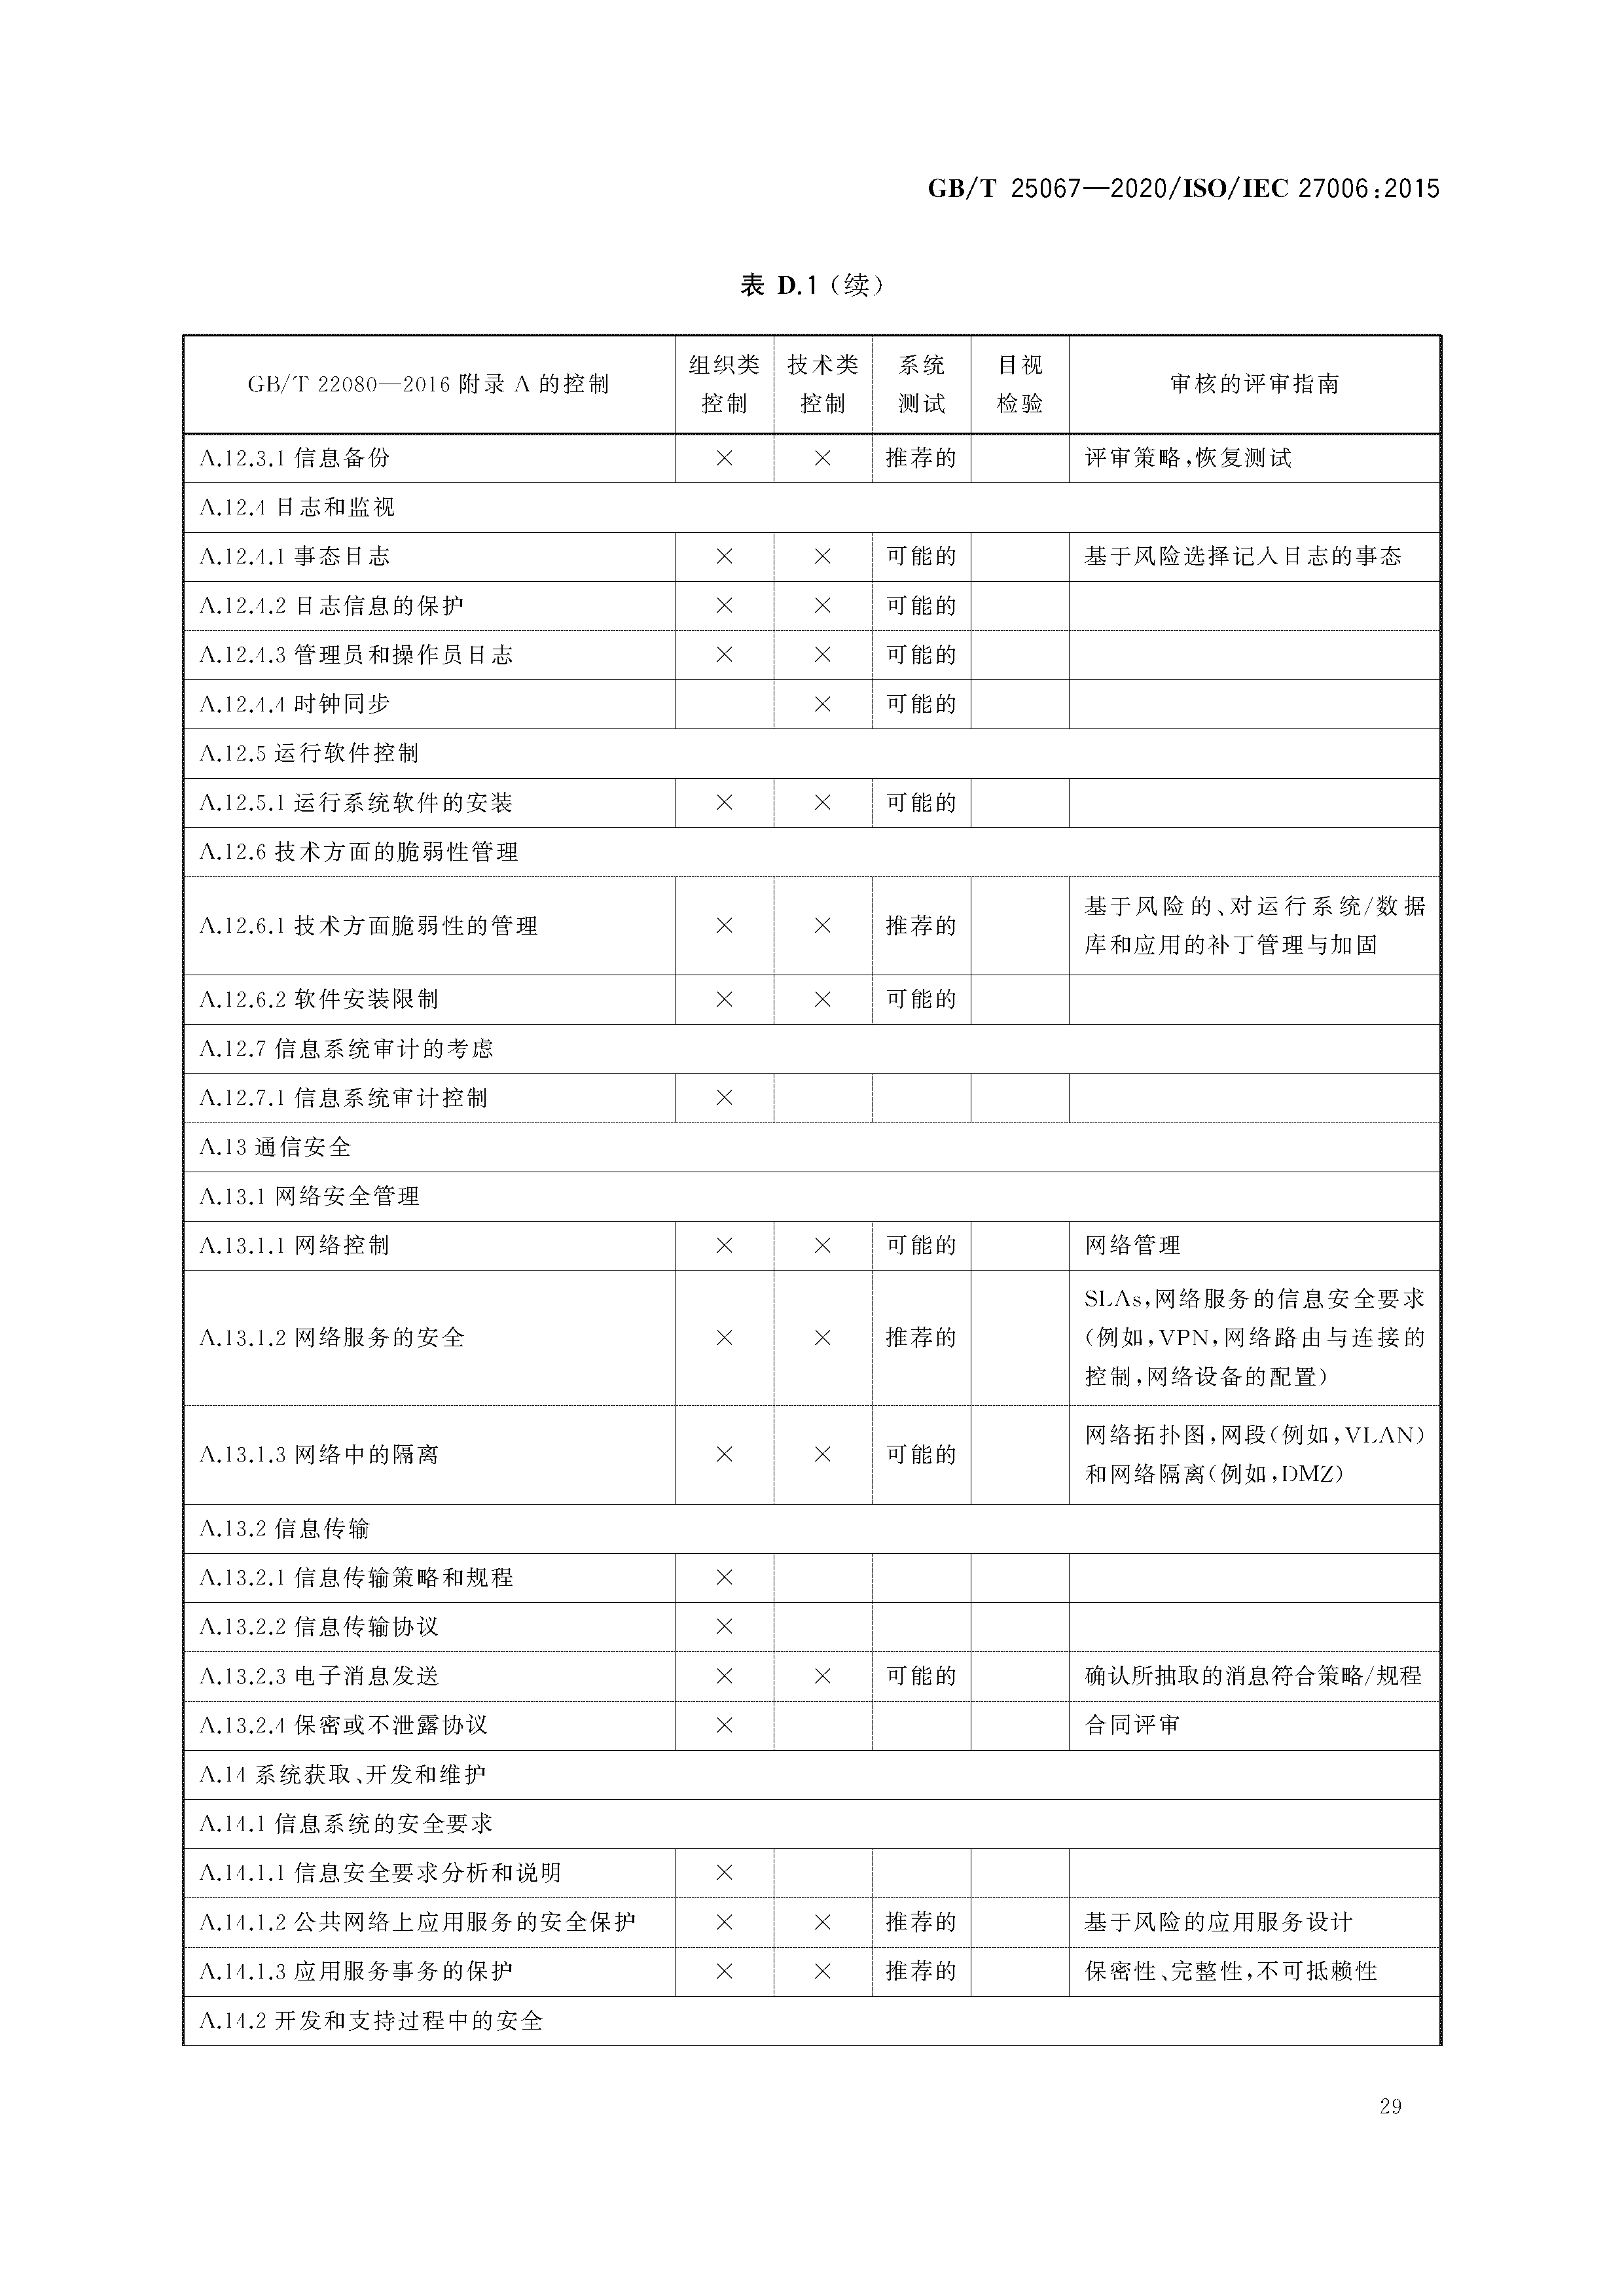 GB/T 25067—2020/ISO/IEC 27006:2015
表 D.1（续）
GB/T 22080—2016 附录 A 的控制 组织类控制 技术类控制 系统测试 目视检验 审核的评审指南
A.12.3.1 信息备份 × × 推荐的 评审策略,恢复测试
A.12.4 日志和监视
A.12.4.1 事态日志 × × 可能的 基于风险选择记入日志的事态
A.12.4.2 日志信息的保护 × × 可能的
A.12.4.3 管理员和操作员日志 × × 可能的
A.12.4.4 时钟同步 × 可能的
A.12.5 运行软件控制
A.12.5.1 运行系统软件的安装 × × 可能的
A.12.6 技术方面的脆弱性管理
A.12.6.1 技术方面脆弱性的管理 × × 推荐的 基于风险的、对运行系统/数据
库和应用的补丁管理与加固
A.12.6.2 软件安装限制 × × 可能的
A.12.7 信息系统审计的考虑
A.12.7.1 信息系统审计控制 ×
A.13 通信安全
A.13.1 网络安全管理
A.13.1.1 网络控制 × × 可能的 网络管理
A.13.1.2 网络服务的安全 × × 推荐的 SLAs,网络服务的信息安全要求
（例如,VPN,网络路由与连接的
控制,网络设备的配置）
A.13.1.3 网络中的隔离 × × 可能的 网络拓扑图,网段（例如,VLAN）
和网络隔离（例如,DMZ）
A.13.2 信息传输
A.13.2.1 信息传输策略和规程 ×
A.13.2.2 信息传输协议 ×
A.13.2.3 电子消息发送 × × 可能的 确认所抽取的消息符合策略/规程
A.13.2.4 保密或不泄露协议 × 合同评审
A.14 系统获取、开发和维护
A.14.1 信息系统的安全要求
A.14.1.1 信息安全要求分析和说明 ×
A.14.1.2 公共网络上应用服务的安全保护 × × 推荐的 基于风险的应用服务设计
A.14.1.3 应用服务事务的保护 × × 推荐的 保密性、完整性,不可抵赖性
A.14.2 开发和支持过程中的安全
29